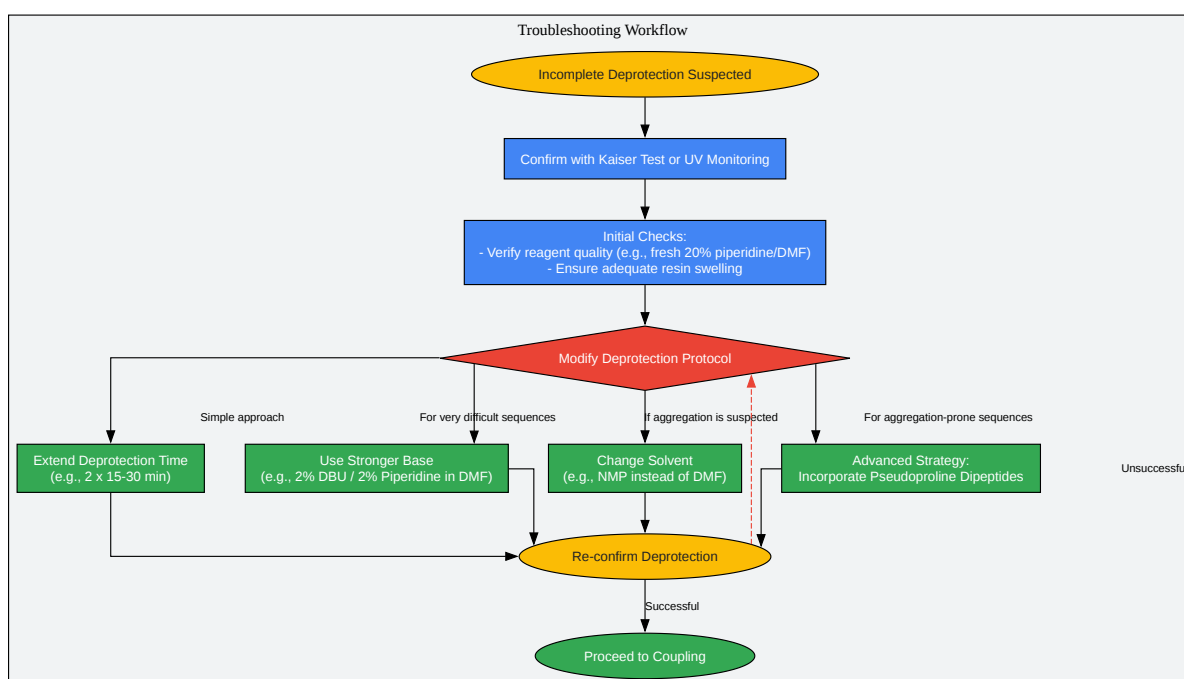 Troubleshooting Workflow
Incomplete Deprotection Suspected
Confirm with Kaiser Test or UV Monitoring
Initial Checks:
- Verify reagent quality (e.g., fresh 20% piperidine/DMF)
- Ensure adequate resin swelling
Modify Deprotection Protocol
Simple approach
For very difficult sequences
If aggregation is suspected
For aggregation-prone sequences
Extend Deprotection Time
(e.g., 2 x 15-30 min)
Use Stronger Base
(e.g., 2% DBU / 2% Piperidine in DMF)
Change Solvent
(e.g., NMP instead of DMF)
Advanced Strategy:
Incorporate Pseudoproline Dipeptides
Unsuccessfu
Re-confirm Deprotection
Successful
Proceed to Coupling